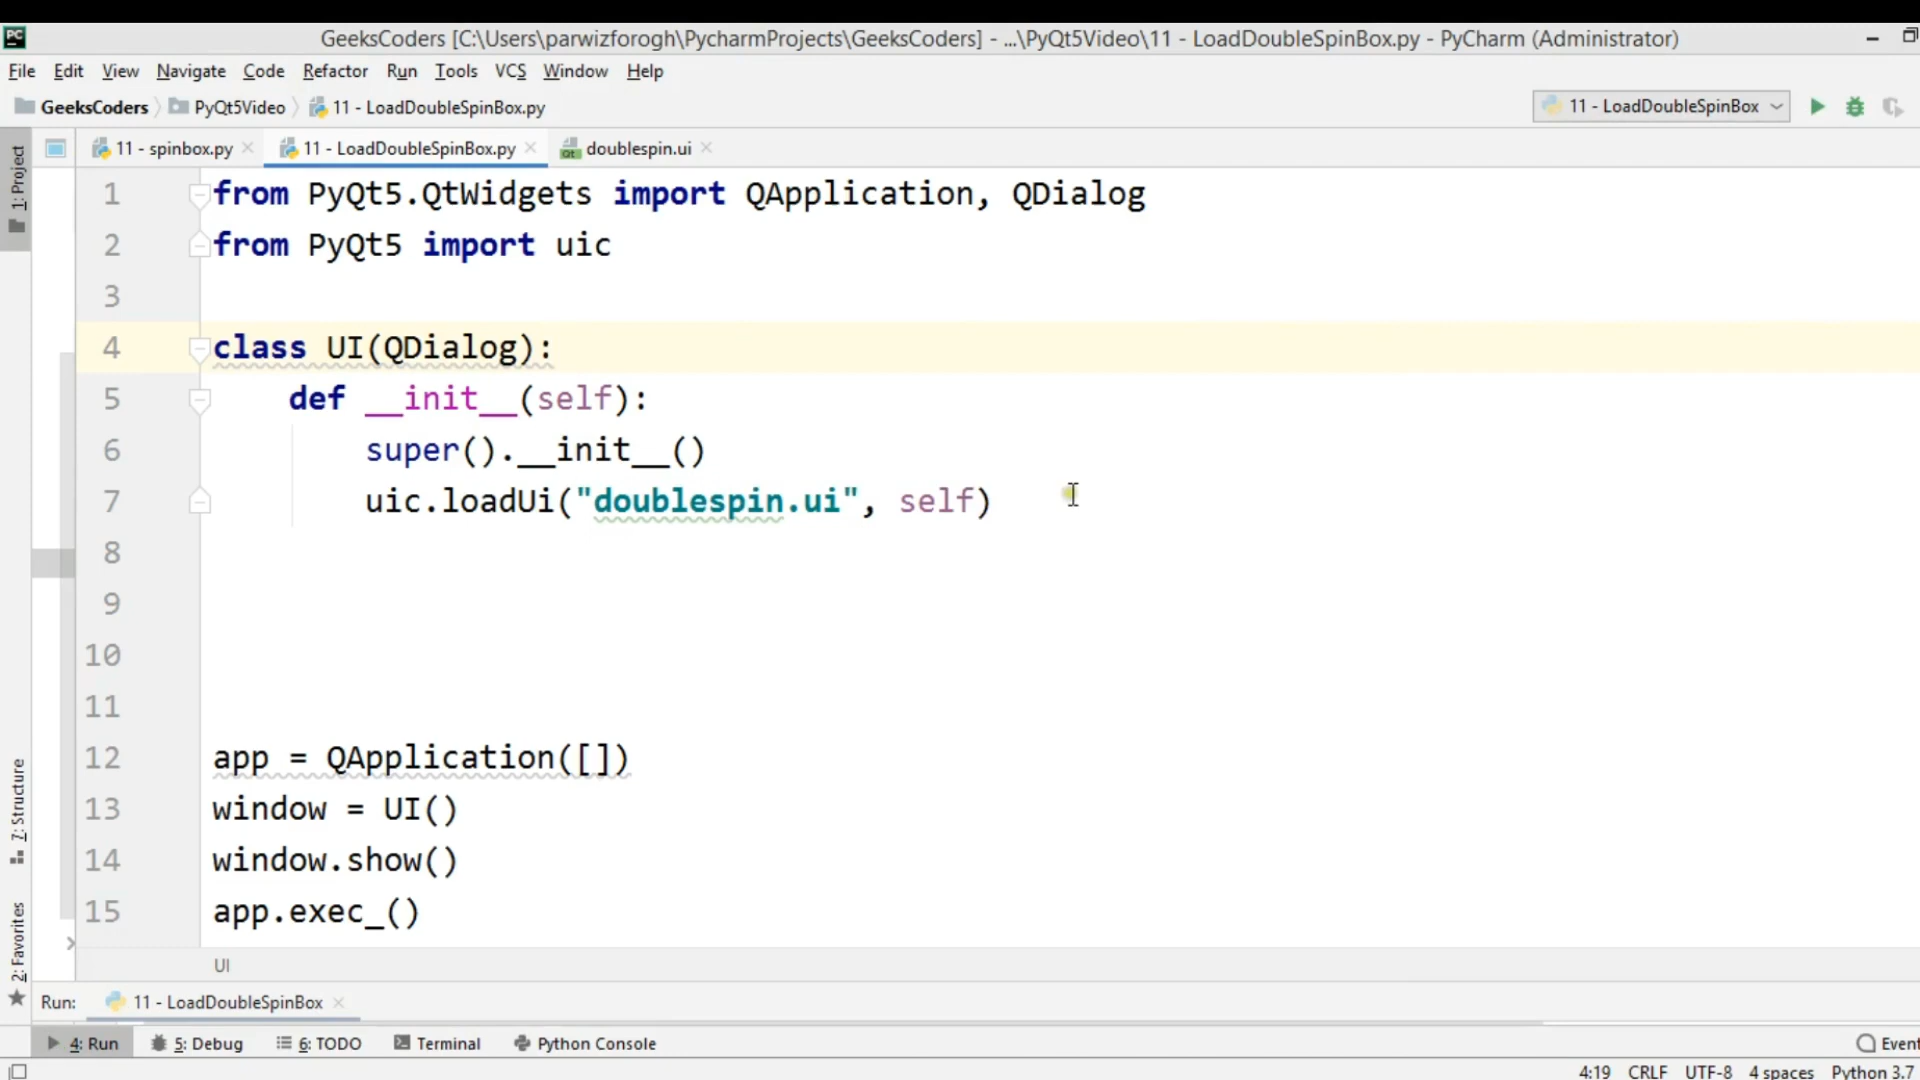 GeeksCoders [C:\Users\parwizforogh\PycharmProjects\GeeksCoders] - ...\PyQt5Video\11 - LoadDoubleSpinBox.py - PyCharm (Administrator)
File Edit View Navigate Code Refactor Run Tools VCS Window Help
GeeksCoders PyQt5Video 11 - LoadDoubleSpinBox.py 11 - LoadDoubleSpinBox
11 - spinbox.py 11 - LoadDoubleSpinBox.py doublespin.ui
1: Project
1 from PyQt5.QtWidgets import QApplication, QDialog
2 from PyQt5 import uic
3
4 class UI(QDialog):
5 def __init__(self):
6 super().__init__()
7 uic.loadUi("doublespin.ui", self)
8
9
10
11
12 app = QApplication([])
13 window = UI()
14 window.show()
15 app.exec_()
7: Structure
2: Favorites
UI
Run: 11 - LoadDoubleSpinBox
4: Run 5: Debug 6: TODO Terminal Python Console Event
4:19 CRLF UTF-8 4 spaces Python 3.7